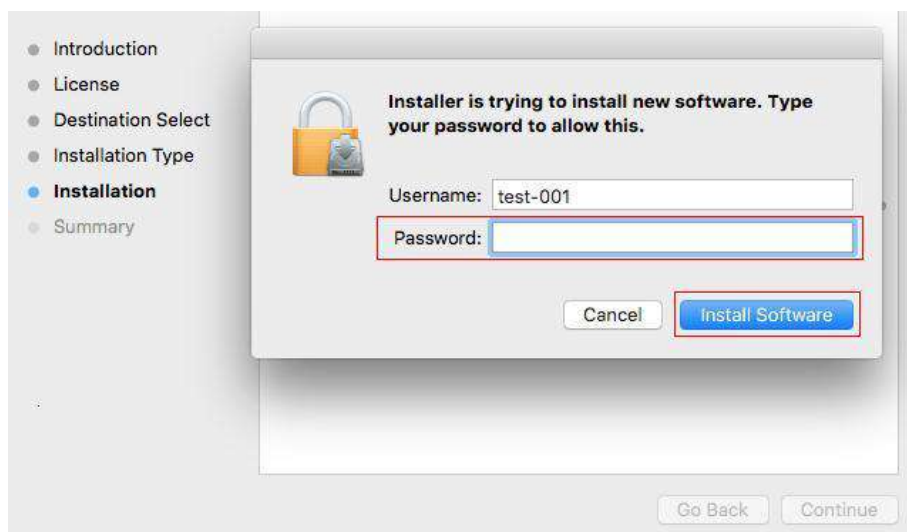 Introduction
License
Destination Select
Installation Type
Installation
Summary
Installer is trying to install new software. Type
your password to allow this.
Username: test-001
Password:
Cancel Install Software
Go Back Continue